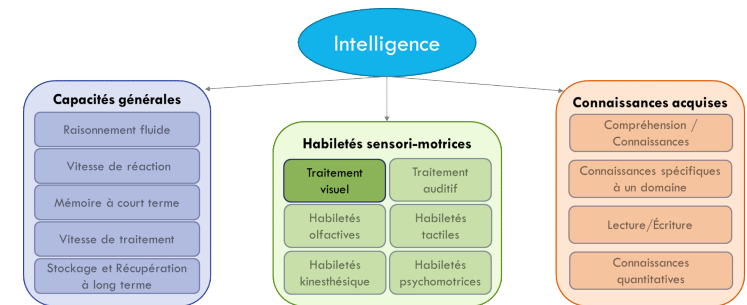 Intelligence
Capacités générales
Raisonnement fluide
Vitesse de réaction
Mémoire à court terme
Vitesse de traitement
Stockage et Récupération
à long terme
Habiletés sensori-motrices
Traitement
visuel
Traitement
auditif
Habiletés
olfactives
Habiletés
tactiles
Habiletés
kinesthésique
Habiletés
psychomotrices
Connaissances acquises
Compréhension /
Connaissances
Connaissances spécifiques
à un domaine
Lecture/Écriture
Connaissances
quantitatives